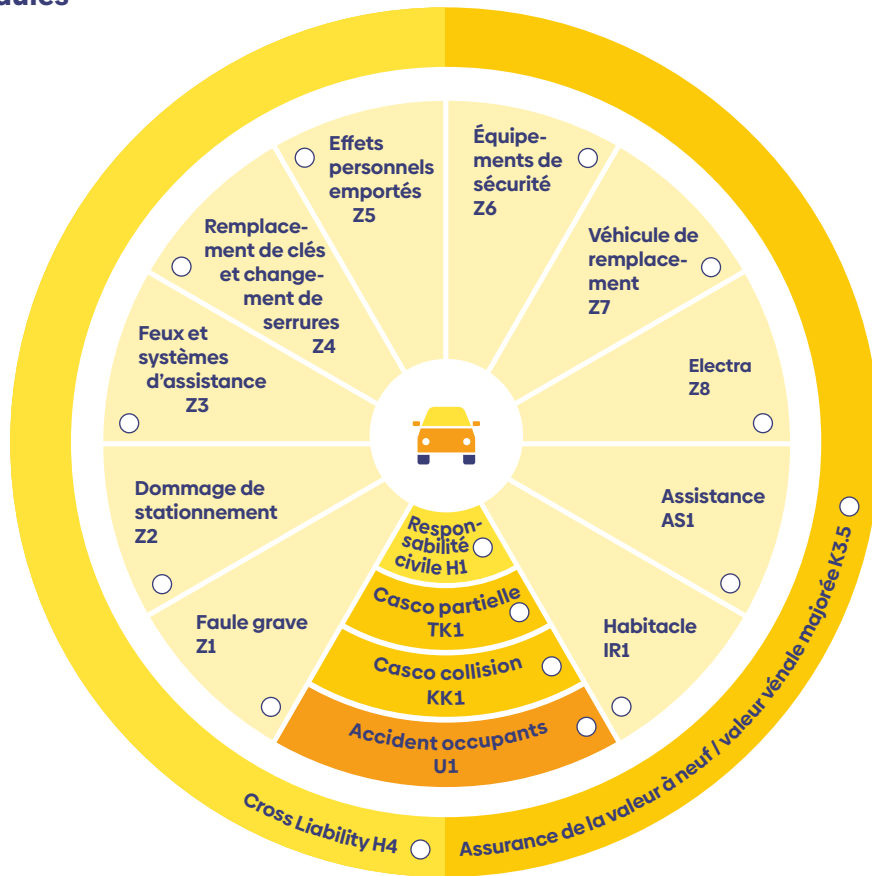 Effets
personnels
emportés
Z5
Équipe-
ments de
sécurité
Z6
Remplace-
ment de clés
et change-
ment de
serrures
Z4
Véhicule de
remplace-
ment
Z7
Feux et
systèmes
d'assistance
Z3
Electra
Z8
Dommage de
stationnement
Z2
Assistance
AS1
Faule grave
Z1
Habitacle
IR1
Respon-
sabilité
civile H1
Casco partielle
TK1
Casco collision
KK1
Accident occupants
U1
Cross Liability H4
Assurance de la valeur à neuf / valeur vénale majorée K3.5